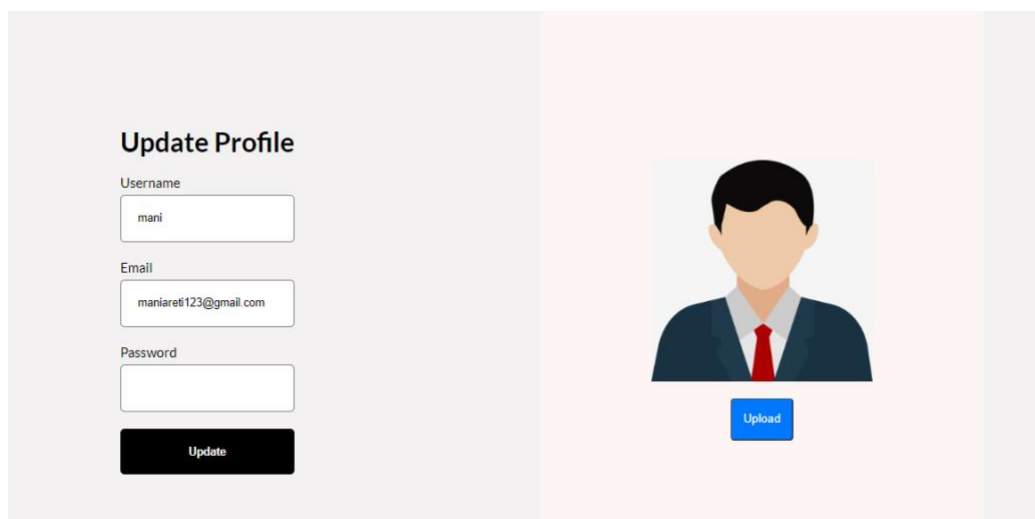 Update Profile
Username
mani
Email
maniareti123@gmail.com
Password
Update
Upload